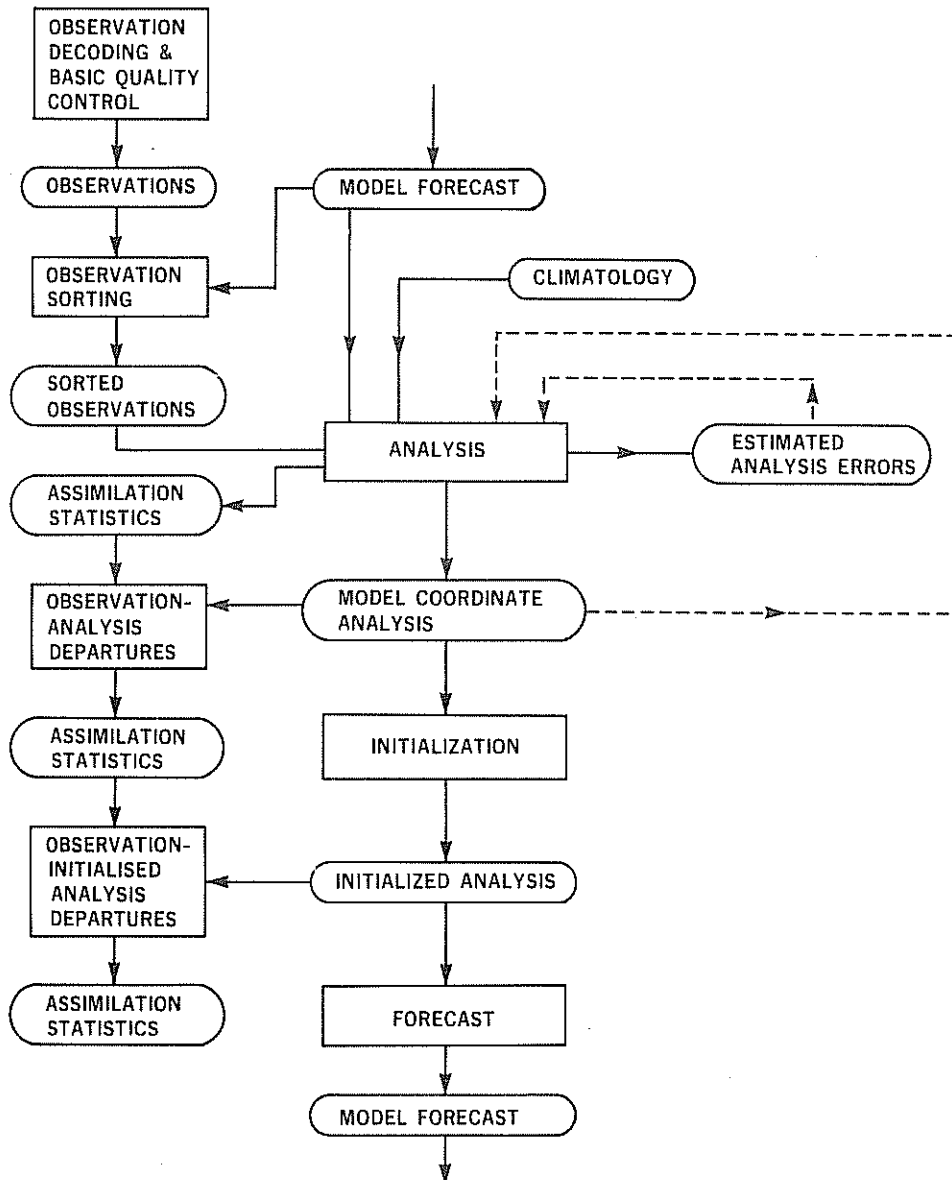 OBSERVATION
DECODING &
BASIC QUALITY
CONTROL
OBSERVATIONS
MODEL FORECAST
OBSERVATION
SORTING
CLIMATOLOGY
SORTED
OBSERVATIONS
ANALYSIS
ESTIMATED
ANALYSIS ERRORS
ASSIMILATION
STATISTICS
OBSERVATION-
ANALYSIS
DEPARTURES
MODEL COORDINATE
ANALYSIS
ASSIMILATION
STATISTICS
INITIALIZATION
OBSERVATION-
INITIALISED
ANALYSIS
DEPARTURES
INITIALIZED ANALYSIS
ASSIMILATION
STATISTICS
FORECAST
MODEL FORECAST